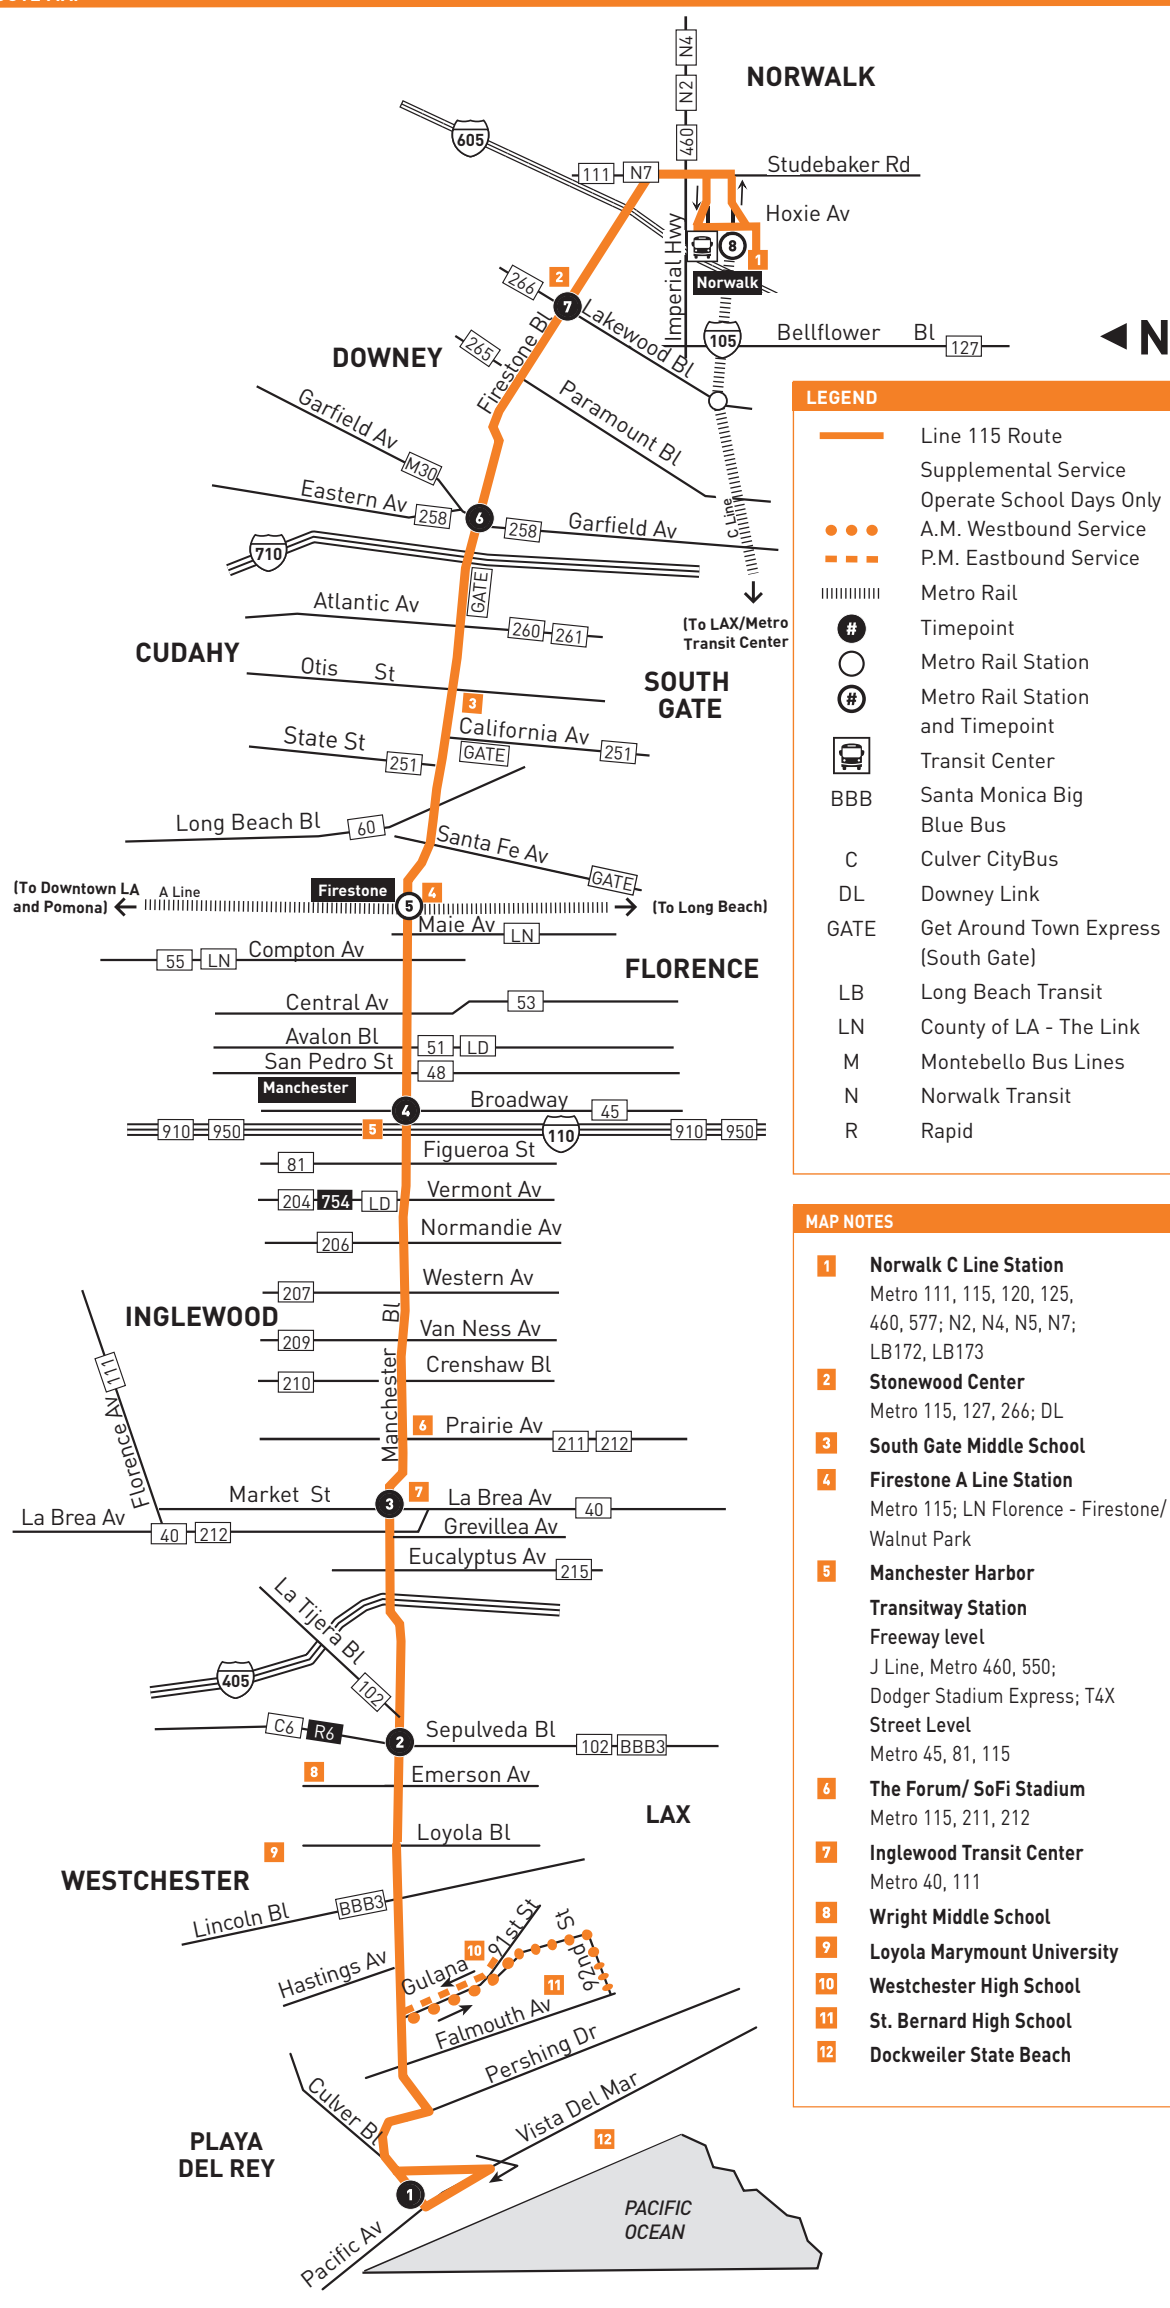 N4
N2
NORWALK
605
460
111
N7
Studebaker Rd
Hoxie Av
Imperial Hwy
8
1
Norwalk
2
266
7
Lakewood Bl
Firestone Bl
105
Bellflower Bl
127
N
DOWNEY
265
Paramount Bl
Garfield Av
M30
Eastern Av
258
6
258
Garfield Av
C Line
710
GATE
Atlantic Av
260
261
(To LAX/Metro
Transit Center)
CUDAHY
Otis St
SOUTH
GATE
3
California Av
State St
251
GATE
251
Long Beach Bl
60
Santa Fe Av
GATE
(To Downtown LA
and Pomona)
A Line
Firestone
4
5
(To Long Beach)
Maie Av
LN
55
LN
Compton Av
FLORENCE
Central Av
53
Avalon Bl
51
LD
San Pedro St
48
Manchester
4
Broadway
45
910
950
5
110
910
950
Figueroa St
81
Vermont Av
204
754
LD
Normandie Av
206
Western Av
207
INGLEWOOD
Manchester Bl
Van Ness Av
209
Crenshaw Bl
210
111
Florence Av
6
Prairie Av
211
212
Market St
3
7
La Brea Av
40
La Brea Av
40
212
Grevillea Av
Eucalyptus Av
215
La Tijera Bl
405
102
C6
R6
2
Sepulveda Bl
102
BBB3
8
Emerson Av
LAX
Loyola Bl
9
WESTCHESTER
Lincoln Bl
BBB3
Hastings Av
Gulana
10
91st St
92nd St
11
Falmouth Av
Pershing Dr
Culver Bl
Vista Del Mar
12
PLAYA
DEL REY
1
Pacific Av
PACIFIC
OCEAN
LEGEND
Line 115 Route
Supplemental Service
Operate School Days Only
A.M. Westbound Service
P.M. Eastbound Service
Metro Rail
# Timepoint
Metro Rail Station
# Metro Rail Station
and Timepoint
Transit Center
BBB Santa Monica Big
Blue Bus
C Culver CityBus
DL Downey Link
GATE Get Around Town Express
(South Gate)
LB Long Beach Transit
LN County of LA - The Link
M Montebello Bus Lines
N Norwalk Transit
R Rapid
MAP NOTES
1 Norwalk C Line Station
Metro 111, 115, 120, 125,
460, 577; N2, N4, N5, N7;
LB172, LB173
2 Stonewood Center
Metro 115, 127, 266; DL
3 South Gate Middle School
4 Firestone A Line Station
Metro 115; LN Florence - Firestone/
Walnut Park
5 Manchester Harbor
Transitway Station
Freeway level
J Line, Metro 460, 550;
Dodger Stadium Express; T4X
Street Level
Metro 45, 81, 115
6 The Forum/ SoFi Stadium
Metro 115, 211, 212
7 Inglewood Transit Center
Metro 40, 111
8 Wright Middle School
9 Loyola Marymount University
10 Westchester High School
11 St. Bernard High School
12 Dockweiler State Beach